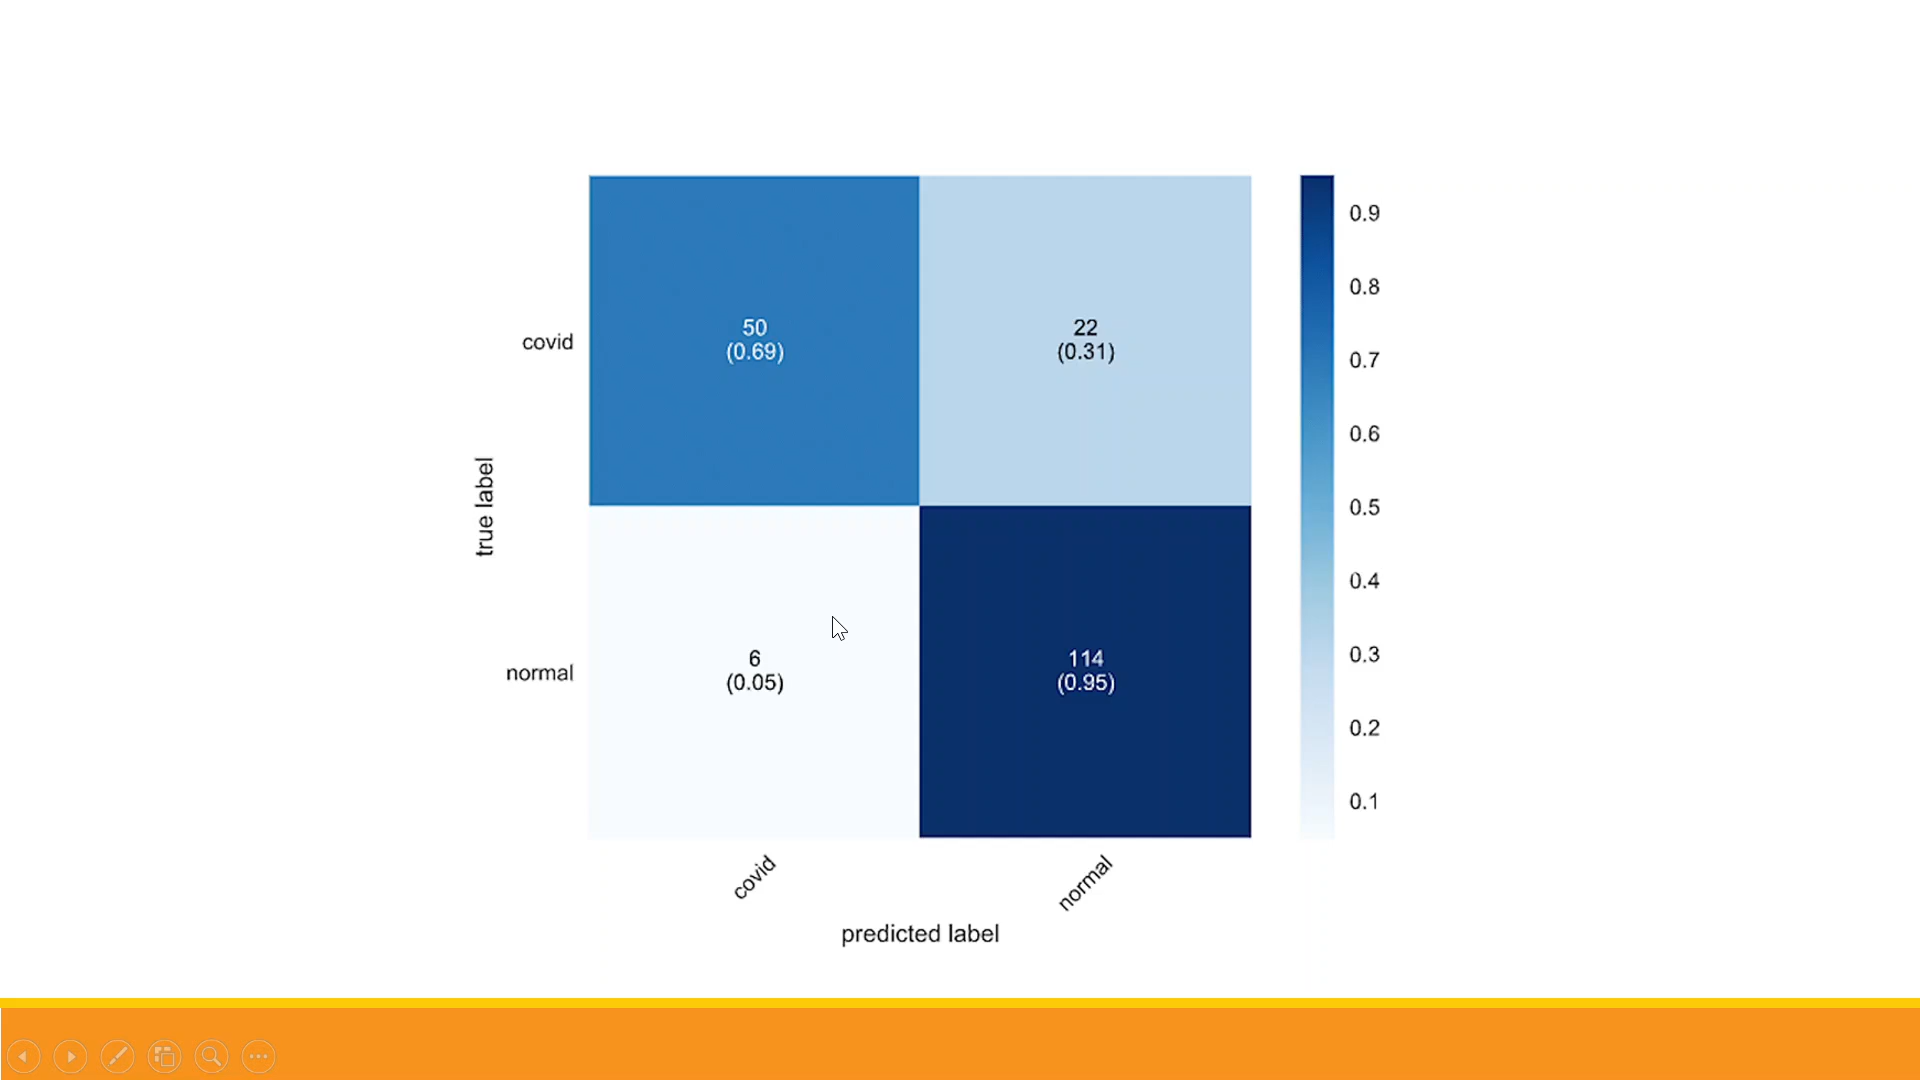 50
(0.69)
22
(0.31)
covid
6
(0.05)
114
(0.95)
normal
true label
covid
normal
predicted label
0.9
0.8
0.7
0.6
0.5
0.4
0.3
0.2
0.1